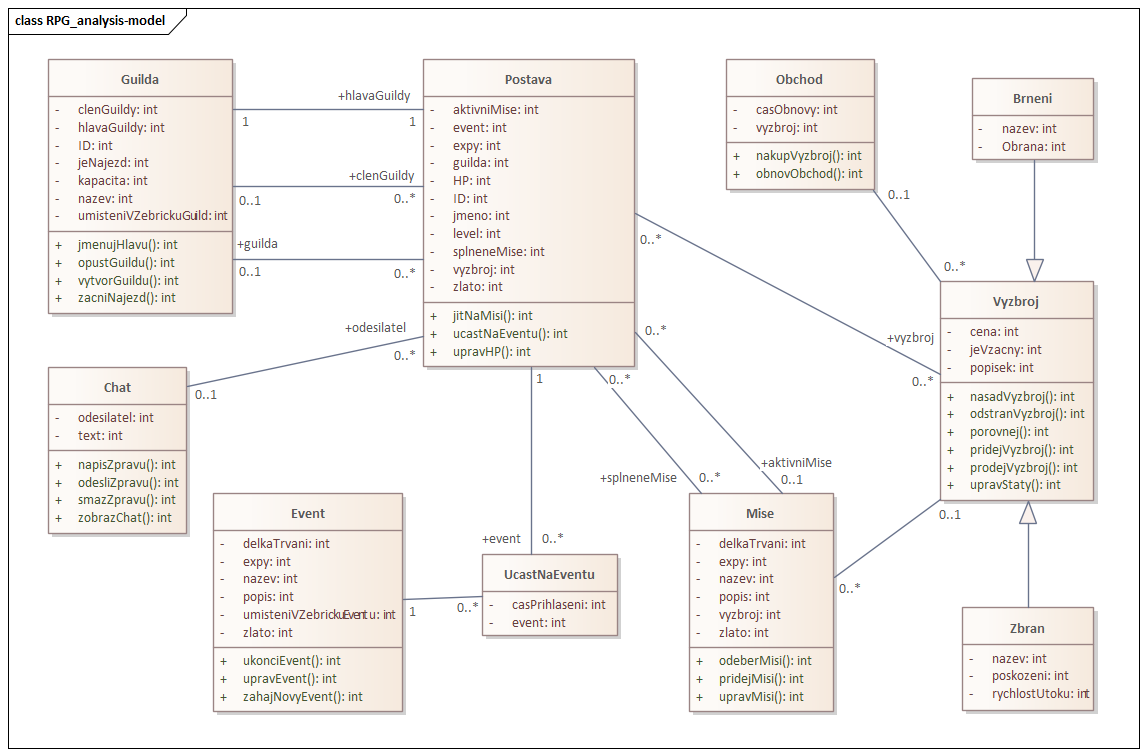 class RPG_analysis-model
Guilda
- clenGuildy: int
- hlavaGuildy: int
- ID: int
- jeNajezd: int
- kapacita: int
- nazev: int
- umisteniVZebrickuGuild: int
+ jmenujHlavu(): int
+ opustGuildu(): int
+ vytvorGuildu(): int
+ zacniNajezd(): int
+hlavaGuildy
1
1
+clenGuildy
0..1
0..*
+guilda
0..1
0..*
Postava
- aktivniMise: int
- event: int
- expy: int
- guilda: int
- HP: int
- ID: int
- jmeno: int
- level: int
- splneneMise: int
- vyzbroj: int
- zlato: int
+ jitNaMisi(): int
+ ucastNaEventu(): int
+ upravHP(): int
Obchod
- casObnovy: int
- vyzbroj: int
+ nakupVyzbroj(): int
+ obnovObchod(): int
0..1
0..*
Brneni
- nazev: int
- Obrana: int
Vyzbroj
- cena: int
- jeVzacny: int
- popisek: int
+ nasadVyzbroj(): int
+ odstranVyzbroj(): int
+ porovnej(): int
+ pridejVyzbroj(): int
+ prodejVyzbroj(): int
+ upravStaty(): int
0..*
+vyzbroj
0..*
+odesilatel
0..*
0..1
Chat
- odesilatel: int
- text: int
+ napisZpravu(): int
+ odesliZpravu(): int
+ smazZpravu(): int
+ zobrazChat(): int
1
+event
0..*
0..*
+splneneMise
0..*
0..*
+aktivniMise
0..1
0..1
0..*
Event
- delkaTrvani: int
- expy: int
- nazev: int
- popis: int
- umisteniVZebrickuEventu: int
- zlato: int
+ ukonciEvent(): int
+ upravEvent(): int
+ zahajNovyEvent(): int
1
0..*
UcastNaEventu
- casPrihlaseni: int
- event: int
Mise
- delkaTrvani: int
- expy: int
- nazev: int
- popis: int
- vyzbroj: int
- zlato: int
+ odeberMisi(): int
+ pridejMisi(): int
+ upravMisi(): int
Zbran
- nazev: int
- poskozeni: int
- rychlostUtoku: int